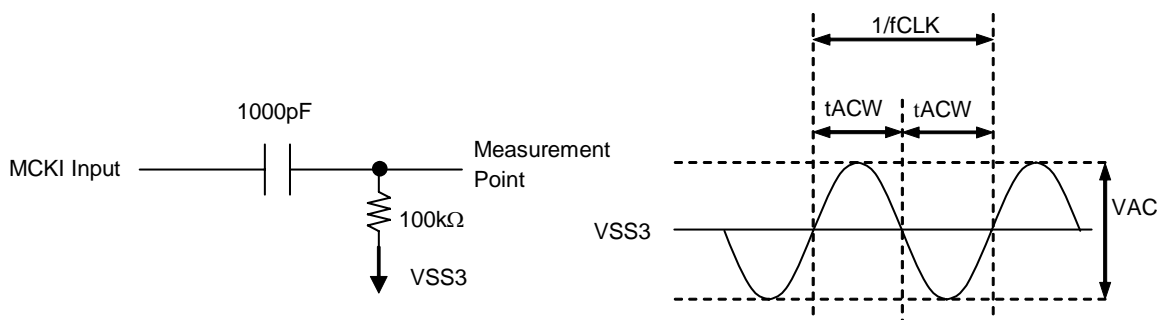 1000pF
MCKI Input
Measurement
Point
100kΩ
VSS3
1/fCLK
tACW
tACW
VSS3
VAC